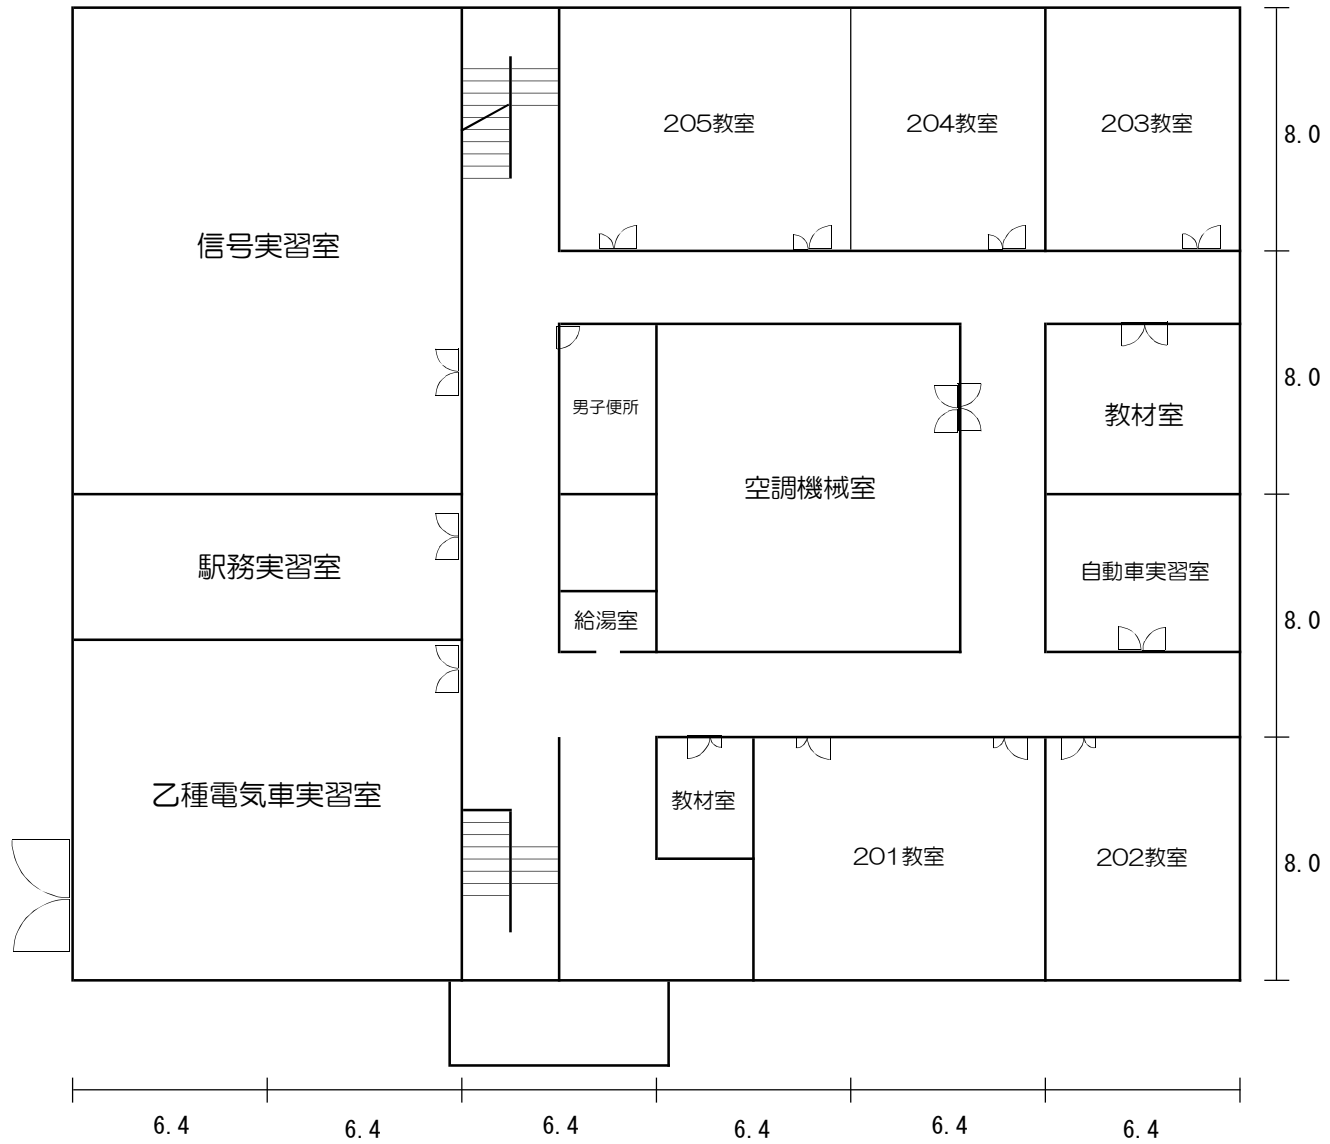 205教室
204教室
203教室
8.0
信号実習室
8.0
男子便所
教材室
空調機械室
駅務実習室
自動車実習室
給湯室
8.0
乙種電気車実習室
教材室
201教室
202教室
8.0
6.4
6.4
6.4
6.4
6.4
6.4